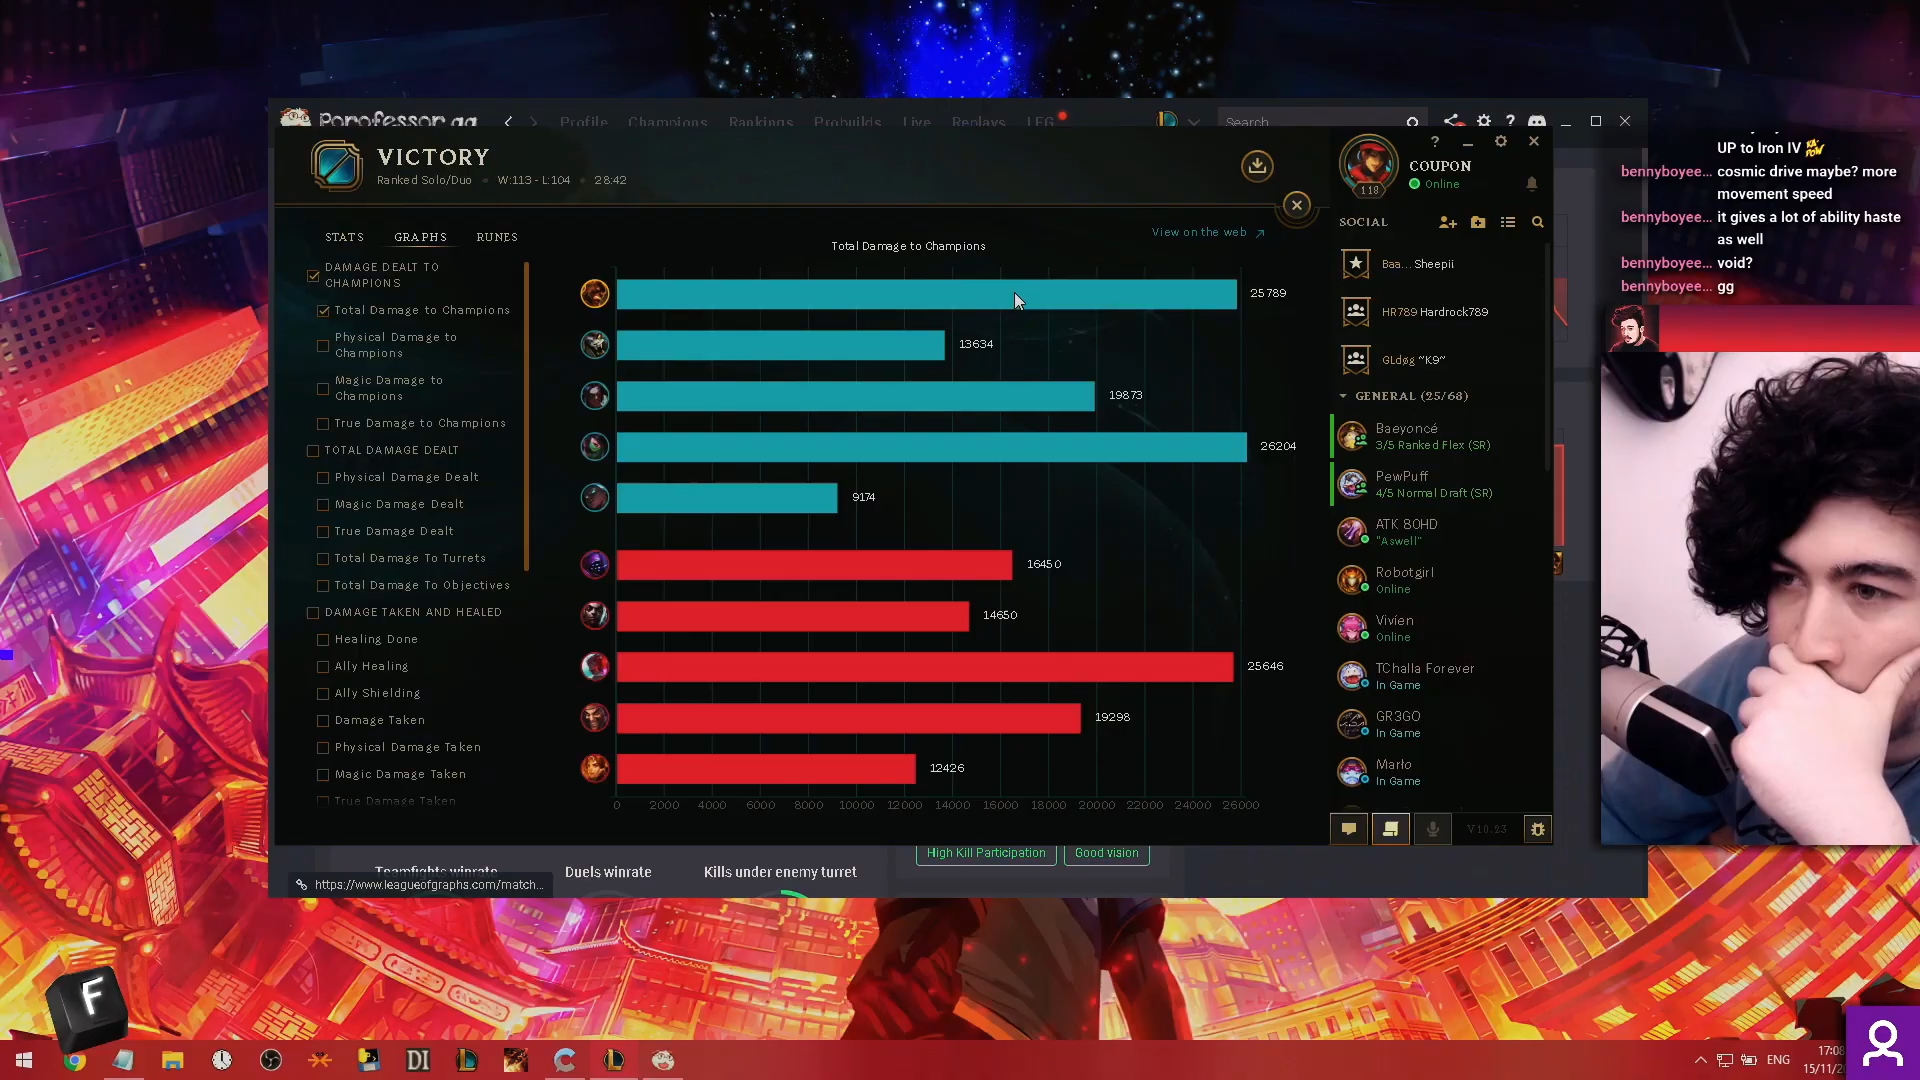 Porofessor.gg
Profile
Champions
Rankings
Probuilds
Live
Replays
LFG
Search
VICTORY
Ranked Solo/Duo
W:113 - L:104
28:42
118
COUPON
Online
STATS
GRAPHS
RUNES
View on the web
Total Damage to Champions
DAMAGE DEALT TO
CHAMPIONS
Total Damage to Champions
Physical Damage to
Champions
Magic Damage to
Champions
True Damage to Champions
TOTAL DAMAGE DEALT
Physical Damage Dealt
Magic Damage Dealt
True Damage Dealt
Total Damage To Turrets
Total Damage To Objectives
DAMAGE TAKEN AND HEALED
Healing Done
Ally Healing
Ally Shielding
Damage Taken
Physical Damage Taken
Magic Damage Taken
True Damage Taken
25789
13634
19873
26204
9174
16450
14650
25646
19298
12426
0 2000 4000 6000 8000 10000 12000 14000 16000 18000 20000 22000 24000 26000
SOCIAL
Baa... Sheepii
HR789 Hardrock789
GLdøg ~K9~
GENERAL (25/68)
Baeyoncé
3/5 Ranked Flex (SR)
PewPuff
4/5 Normal Draft (SR)
ATK 80HD
"Aswell"
Robotgirl
Online
Vivíen
Online
TChalla Forever
In Game
GR3GO
In Game
Marło
In Game
V10.23
UP to Iron IV
bennyboyee... cosmic drive maybe? more
movement speed
bennyboyee... it gives a lot of ability haste
as well
bennyboyee... void?
bennyboyee... gg
High Kill Participation
Good vision
Teamfights winrate
Duels winrate
Kills under enemy turret
https://www.leagueofgraphs.com/match...
F
DI
ENG
17:08
15/11/2